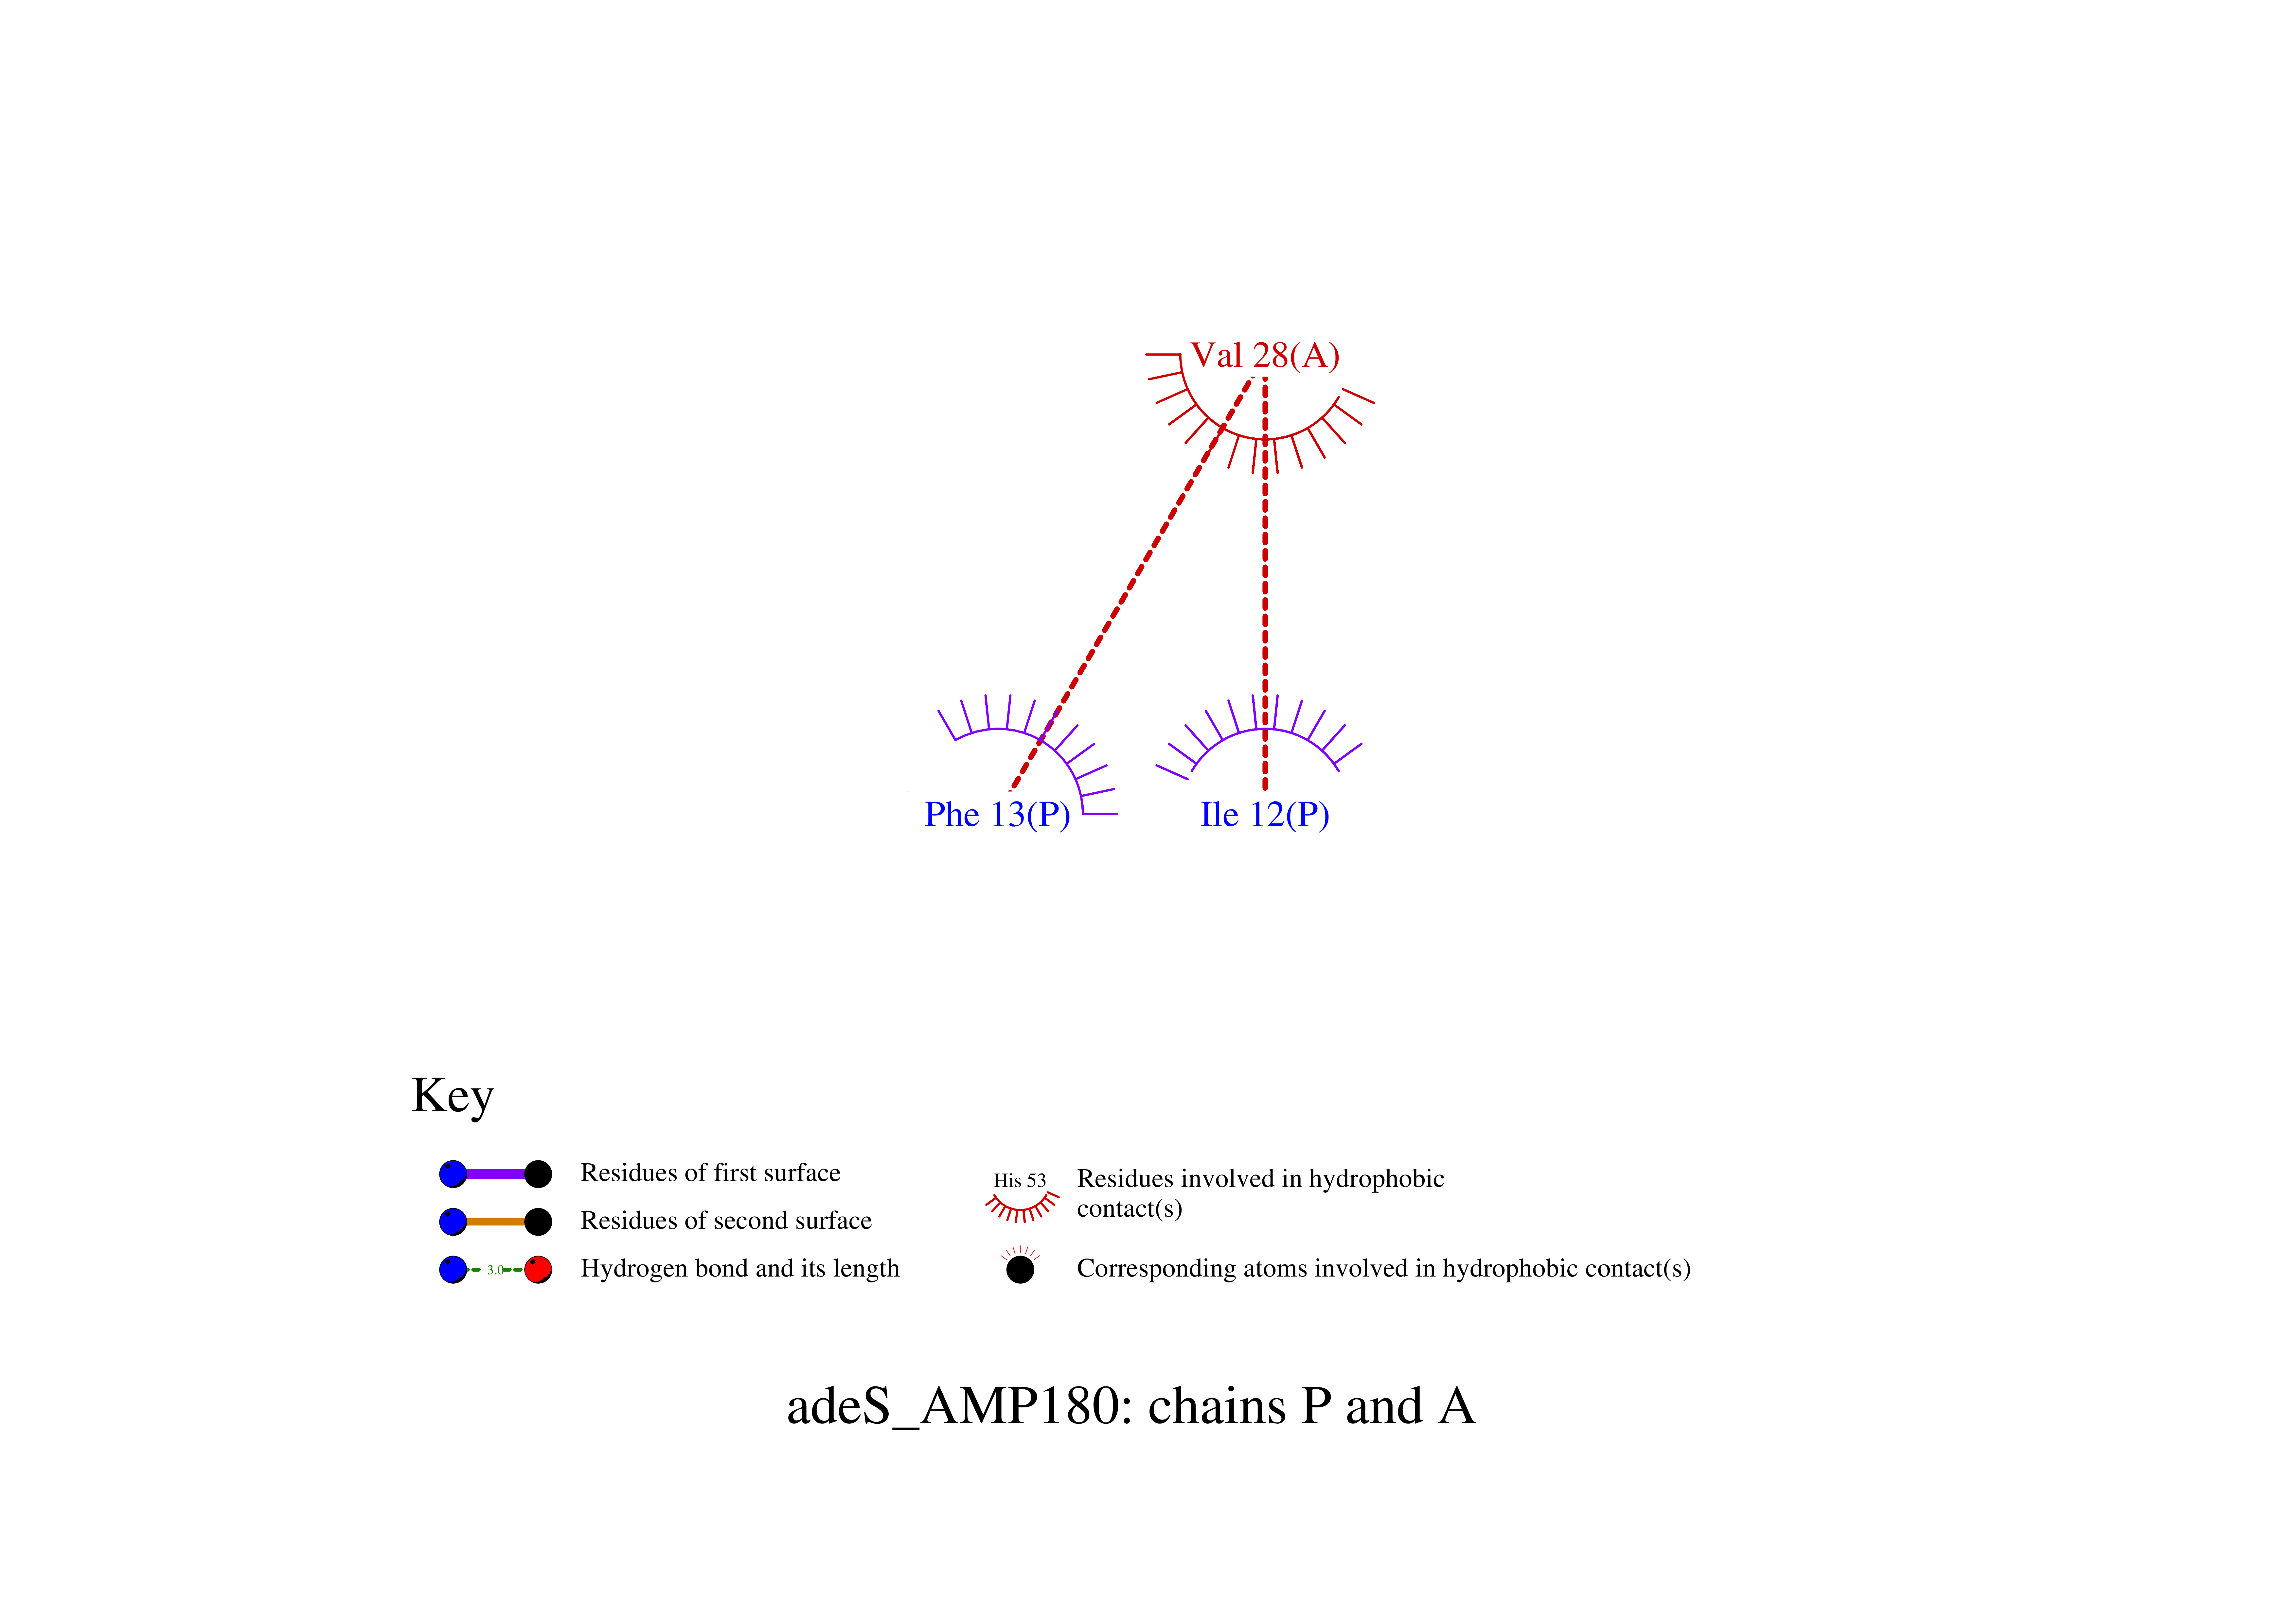 Val 28(A)
Phe 13(P)
Ile 12(P)
Key
Residues of first surface
Residues of second surface
3.0
Hydrogen bond and its length
His 53
Residues involved in hydrophobic
contact(s)
Corresponding atoms involved in hydrophobic contact(s)
adeS_AMP180: chains P and A